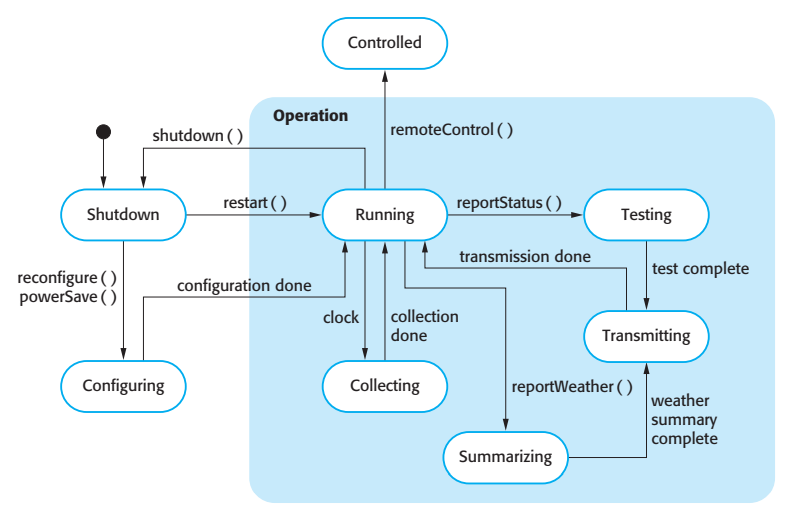 Controlled
Operation
shutdown ( )
remoteControl ( )
Shutdown
restart ( )
Running
reportStatus ( )
Testing
reconfigure ( )
powerSave ( )
configuration done
transmission done
test complete
clock
collection
done
Transmitting
Configuring
Collecting
reportWeather ( )
weather
summary
complete
Summarizing